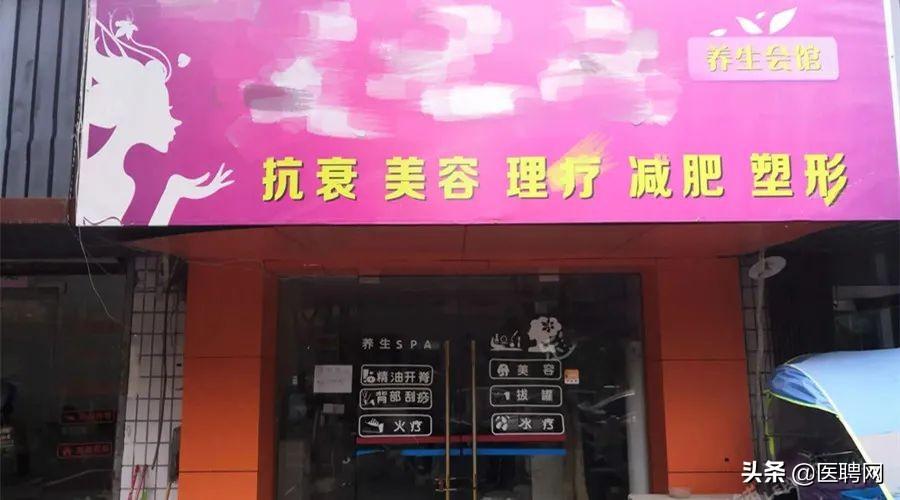 养生会馆
抗衰 美容 理疗 减肥 塑形
养生SPA
精油开脊
背部刮痧
火疗
美容
拔罐
冰疗
头条 @医聘网